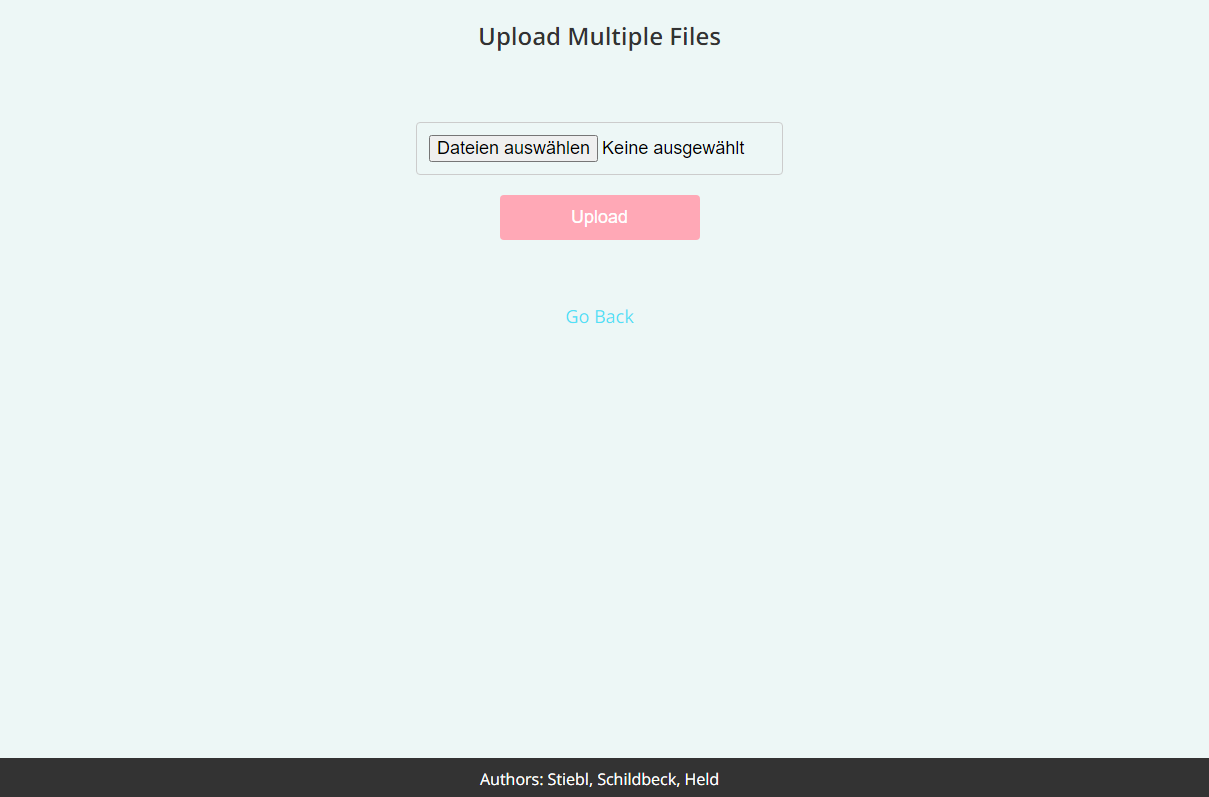 Upload Multiple Files
Dateien auswählen Keine ausgewählt
Upload
Go Back
Authors: Stiebl, Schildbeck, Held